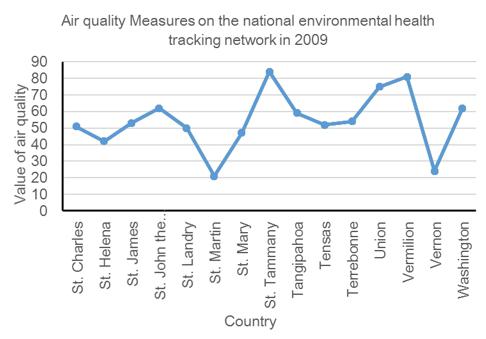 Air quality Measures on the national environmental health
tracking network in 2009
Value of air quality
90
80
70
60
50
40
30
20
10
0
St. Charles
St. Helena
St. James
St. John the..
St. Landry
St. Martin
St. Mary
St. Tammany
Tangipahoa
Tensas
Terrebonne
Union
Vermilion
Vernon
Washington
Country